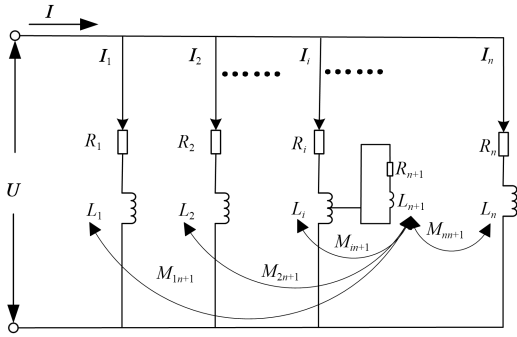 I
I₁ I₂ Iᵢ Iₙ
R₁ R₂ Rᵢ Rₙ₊₁ Rₙ
U
L₁ L₂ Lᵢ Lₙ₊₁ Lₙ
Mᵢₙ₊₁ Mₙₙ₊₁
M₁ₙ₊₁ M₂ₙ₊₁